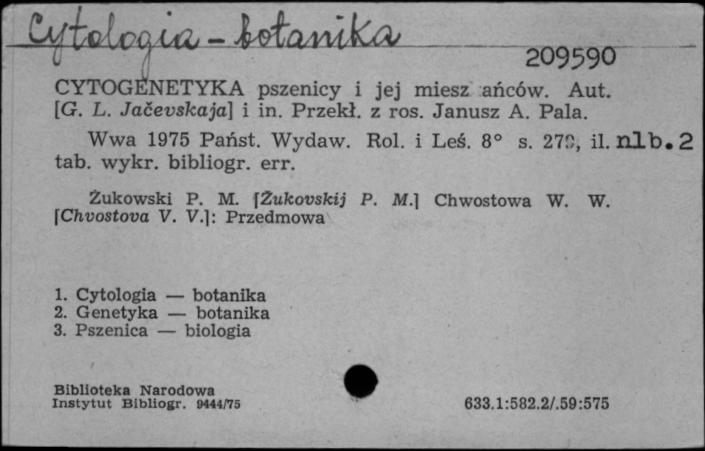 Cytologia - botanika
209590
CYTOGENETYKA pszenicy i jej miesz ańców. Aut.
[G. L. Jačevskaja] i in. Przekł. z ros. Janusz A. Pala.
Wwa 1975 Państ. Wydaw. Rol. i Leś. 8° s. il. nlb. 2
tab. wykr. bibliogr. err.
Żukowski P. M. [Žukovskij P. M.] Chwostowa W. W.
[Chvostova V. V.]: Przedmowa
1. Cytologia — botanika
2. Genetyka — botanika
3. Pszenica — biologia
Biblioteka Narodowa
Instytut Bibliogr. 9444/75
633.1:582.2/.59:575